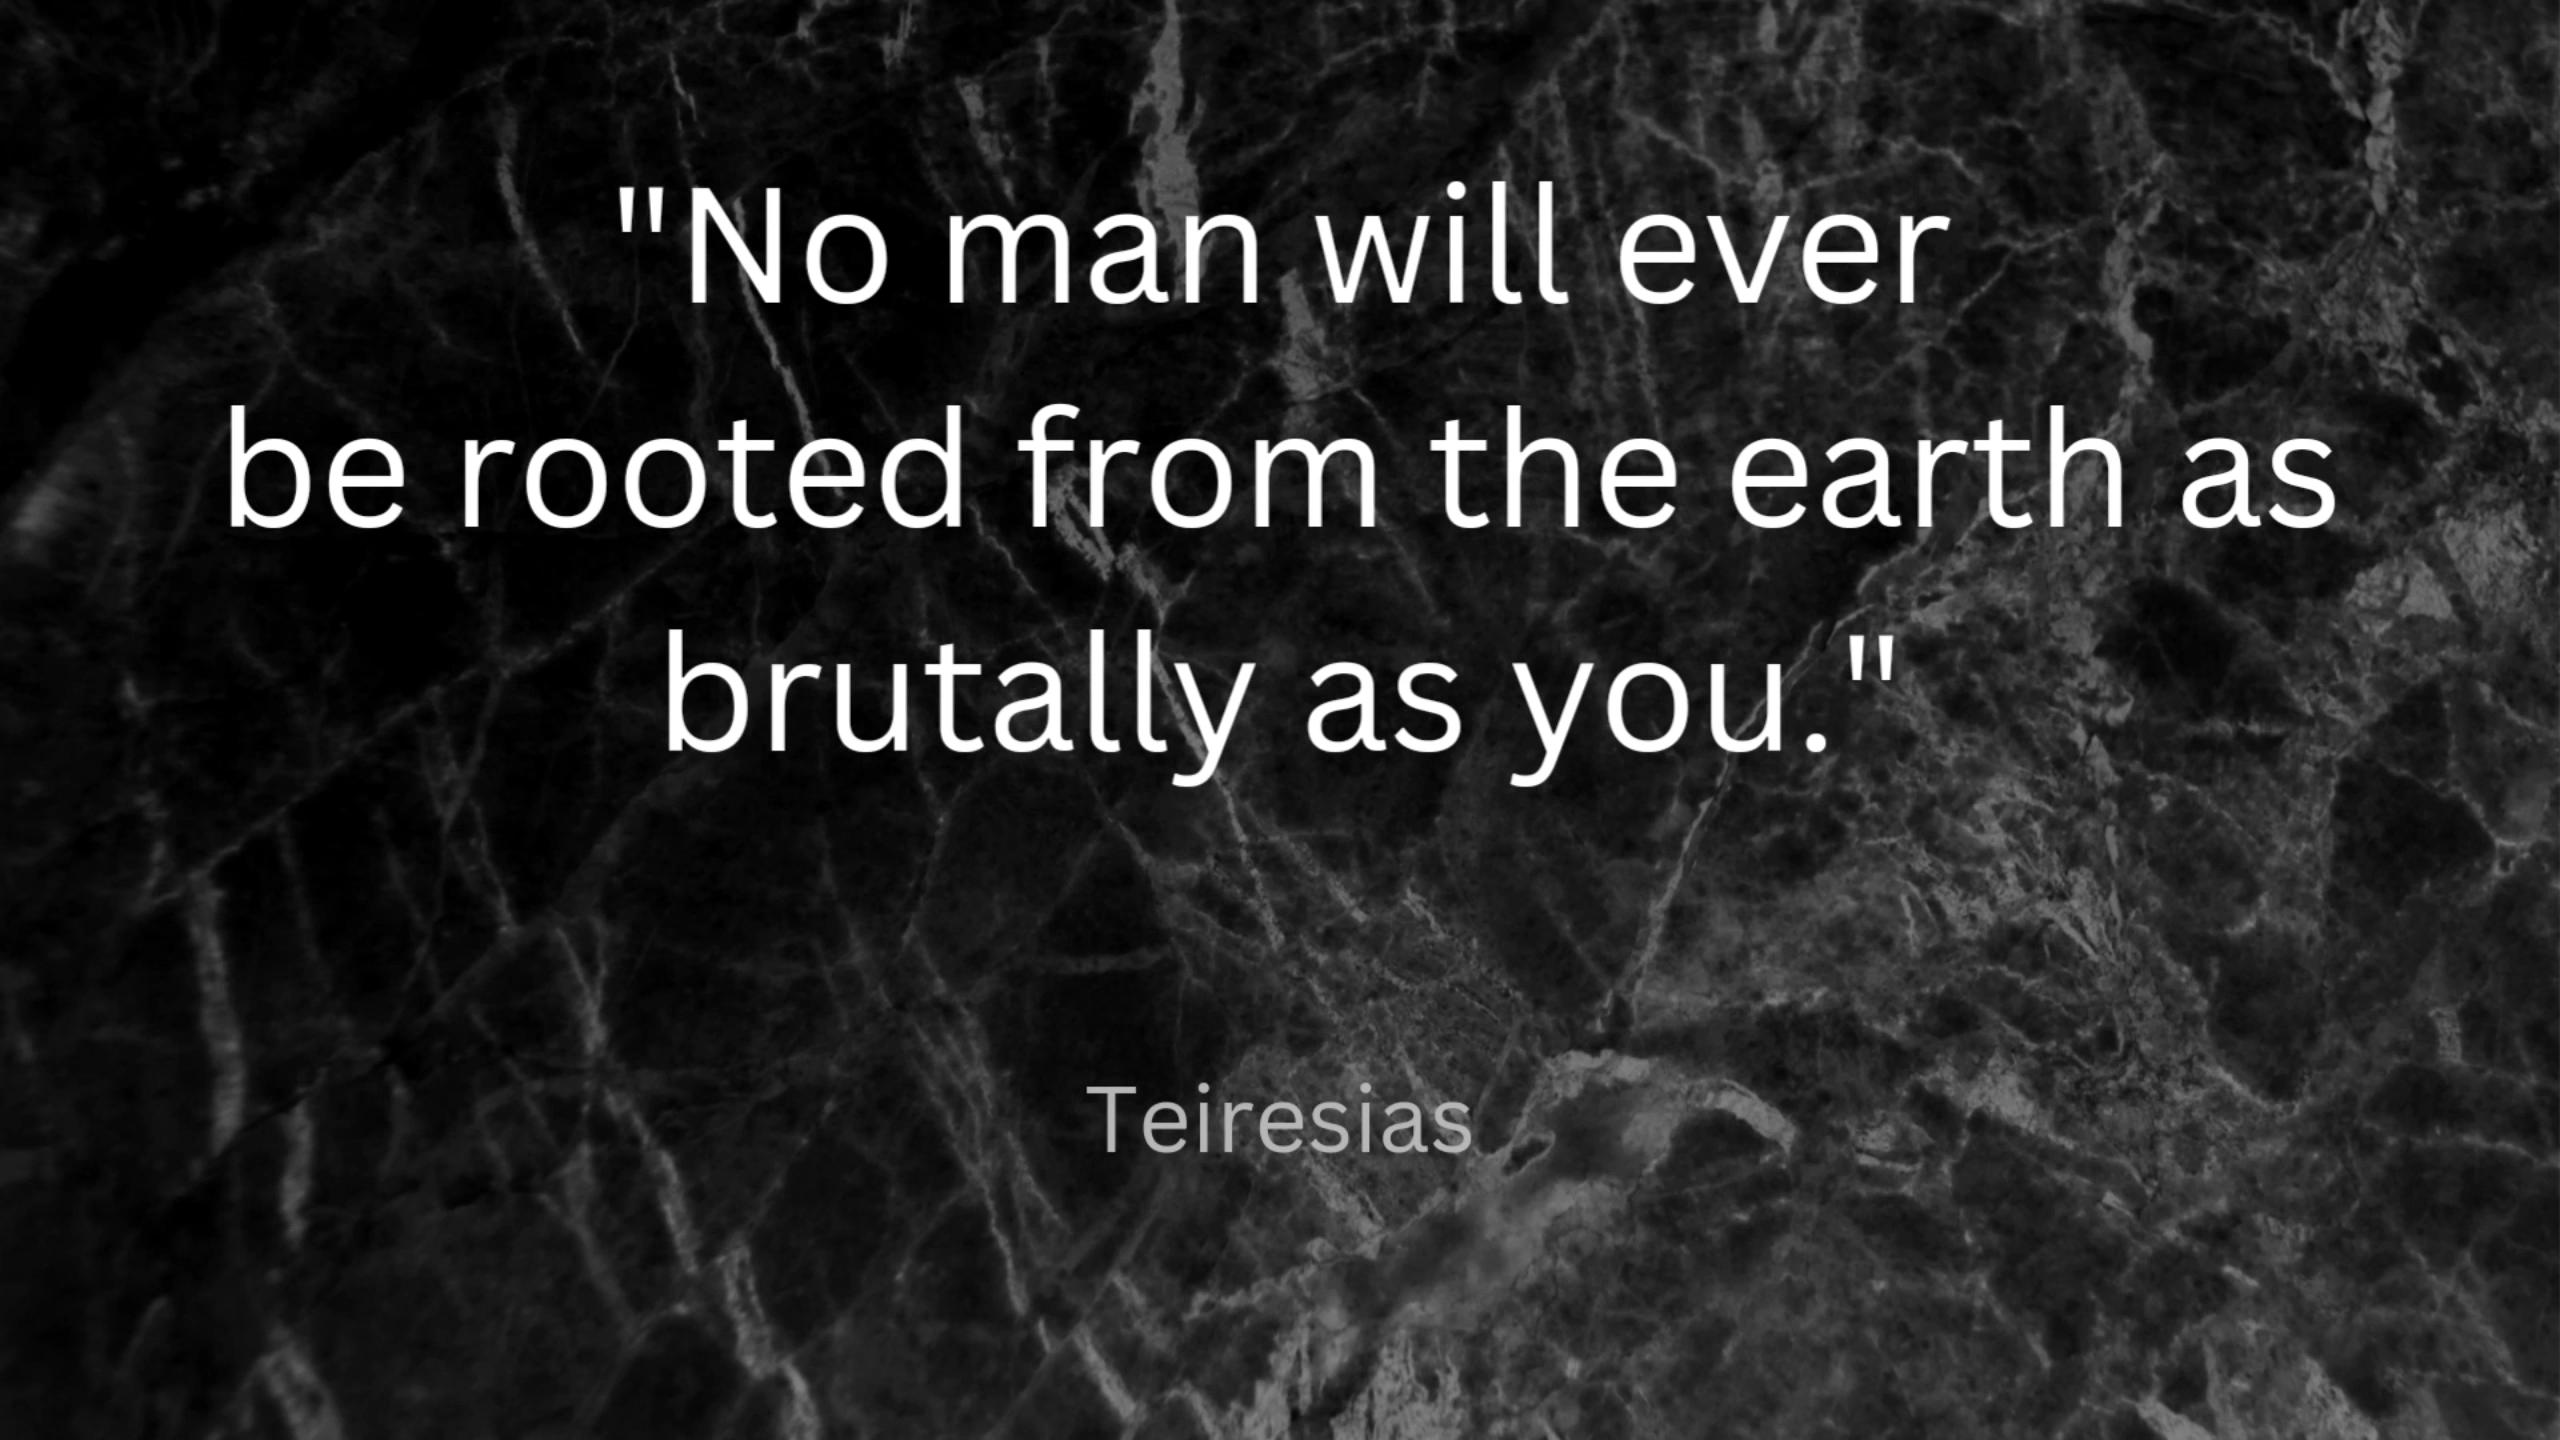 "No man will ever
be rooted from the earth as
brutally as you."
Teiresias